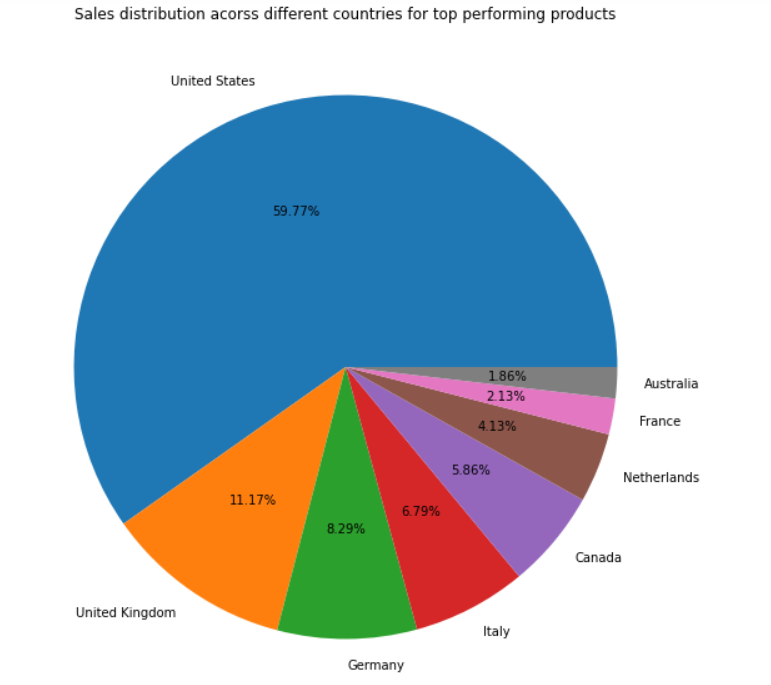 Sales distribution acorss different countries for top performing products
United States
59.77%
1.86%
Australia
2.13%
France
4.13%
Netherlands
5.86%
Canada
11.17%
6.79%
8.29%
United Kingdom
Italy
Germany